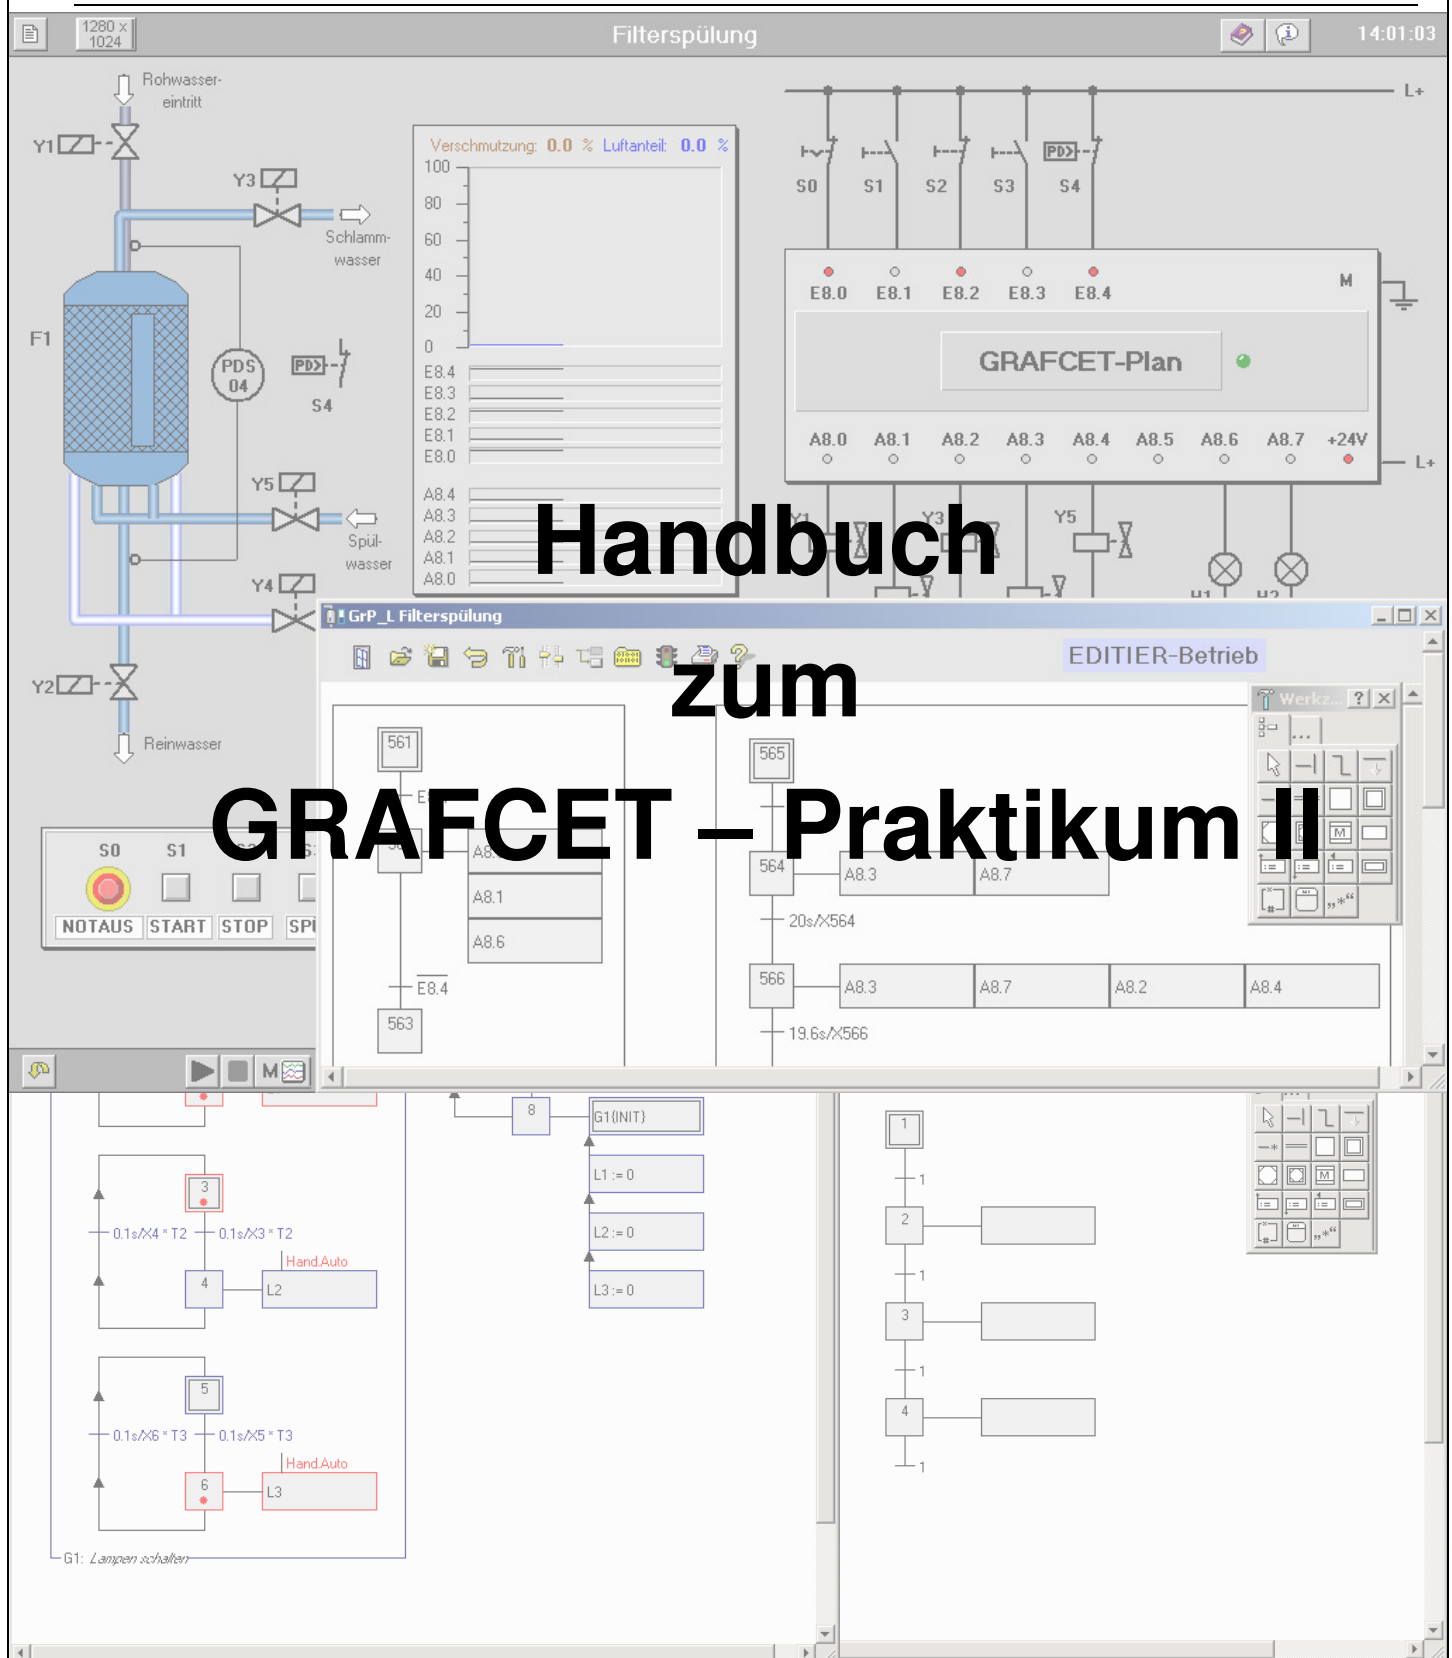 1280 x
1024
Filterspülung
14:01:03
Rohwasser-
eintritt
Y1
Y3
Schlamm-
wasser
F1
PDS
04
PD>
S4
Y5
Spül-
wasser
Y4
Y2
Reinwasser
Verschmutzung: 0.0 % Luftanteil: 0.0 %
100
80
60
40
20
0
E8.4
E8.3
E8.2
E8.1
E8.0
A8.4
A8.3
A8.2
A8.1
A8.0
L+
PD>
S0 S1 S2 S3 S4
E8.0 E8.1 E8.2 E8.3 E8.4
M
GRAFCET-Plan
A8.0 A8.1 A8.2 A8.3 A8.4 A8.5 A8.6 A8.7 +24V
L+
Y1 Y3 Y5
H1 H2
Handbuch
zum
GRAFCET – Praktikum II
S0 S1
NOTAUS START STOP
M
GrP_L Filterspülung
EDITIER-Betrieb
Werkz...
...
M
„*“
561
A8.1
A8.6
E8.4
563
565
564
A8.3
A8.7
20s/X564
566
A8.3
A8.7
A8.2
A8.4
19.6s/X566
3
0.1s/X4 * T2
0.1s/X3 * T2
Hand.Auto
4
L2
5
0.1s/X6 * T3
0.1s/X5 * T3
Hand.Auto
6
L3
G1: Lampen schalten
8
G1{INIT}
L1 := 0
L2 := 0
L3 := 0
1
1
2
1
3
1
4
1
M
„*“